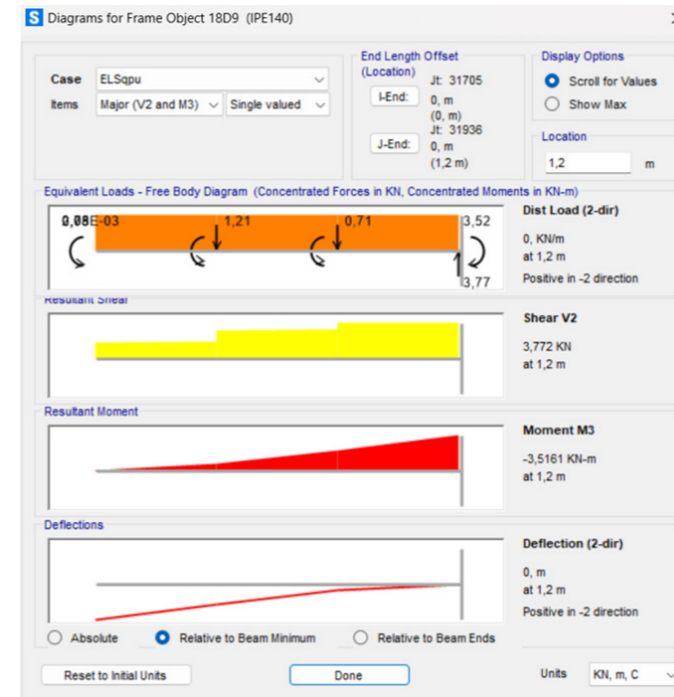 S Diagrams for Frame Object 18D9 (IPE140)
Case ELSqpu
Items Major (V2 and M3) Single valued
End Length Offset
(Location)
Jt: 31705
I-End: 0, m
(0, m)
Jt: 31936
J-End: 0, m
(1,2 m)
Display Options
Scroll for Values
Show Max
Location
1,2 m
Equivalent Loads - Free Body Diagram (Concentrated Forces in KN, Concentrated Moments in KN-m)
1,21 0,71 3,52
3,77
Dist Load (2-dir)
0, KN/m
at 1,2 m
Positive in -2 direction
Resultant Shear
Shear V2
3,772 KN
at 1,2 m
Resultant Moment
Moment M3
-3,5161 KN-m
at 1,2 m
Deflections
Deflection (2-dir)
0, m
at 1,2 m
Positive in -2 direction
Absolute Relative to Beam Minimum Relative to Beam Ends
Reset to Initial Units Done Units KN, m, C